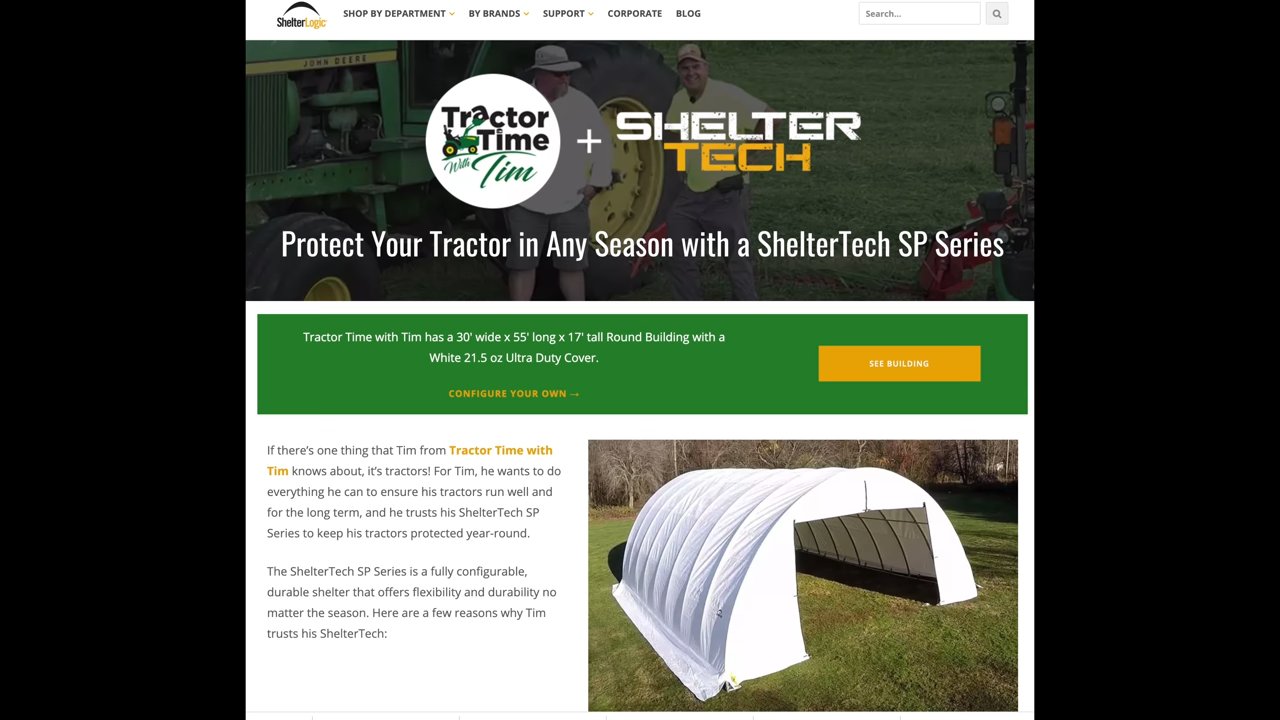 ShelterLogic
SHOP BY DEPARTMENT
BY BRANDS
SUPPORT
CORPORATE
BLOG
Search...
JOHN DEERE
Tractor
Time
With Tim
+
SHELTER
TECH
Protect Your Tractor in Any Season with a ShelterTech SP Series
Tractor Time with Tim has a 30' wide x 55' long x 17' tall Round Building with a
White 21.5 oz Ultra Duty Cover.
CONFIGURE YOUR OWN →
SEE BUILDING
If there's one thing that Tim from Tractor Time with
Tim knows about, it's tractors! For Tim, he wants to do
everything he can to ensure his tractors run well and
for the long term, and he trusts his ShelterTech SP
Series to keep his tractors protected year-round.
The ShelterTech SP Series is a fully configurable,
durable shelter that offers flexibility and durability no
matter the season. Here are a few reasons why Tim
trusts his ShelterTech: